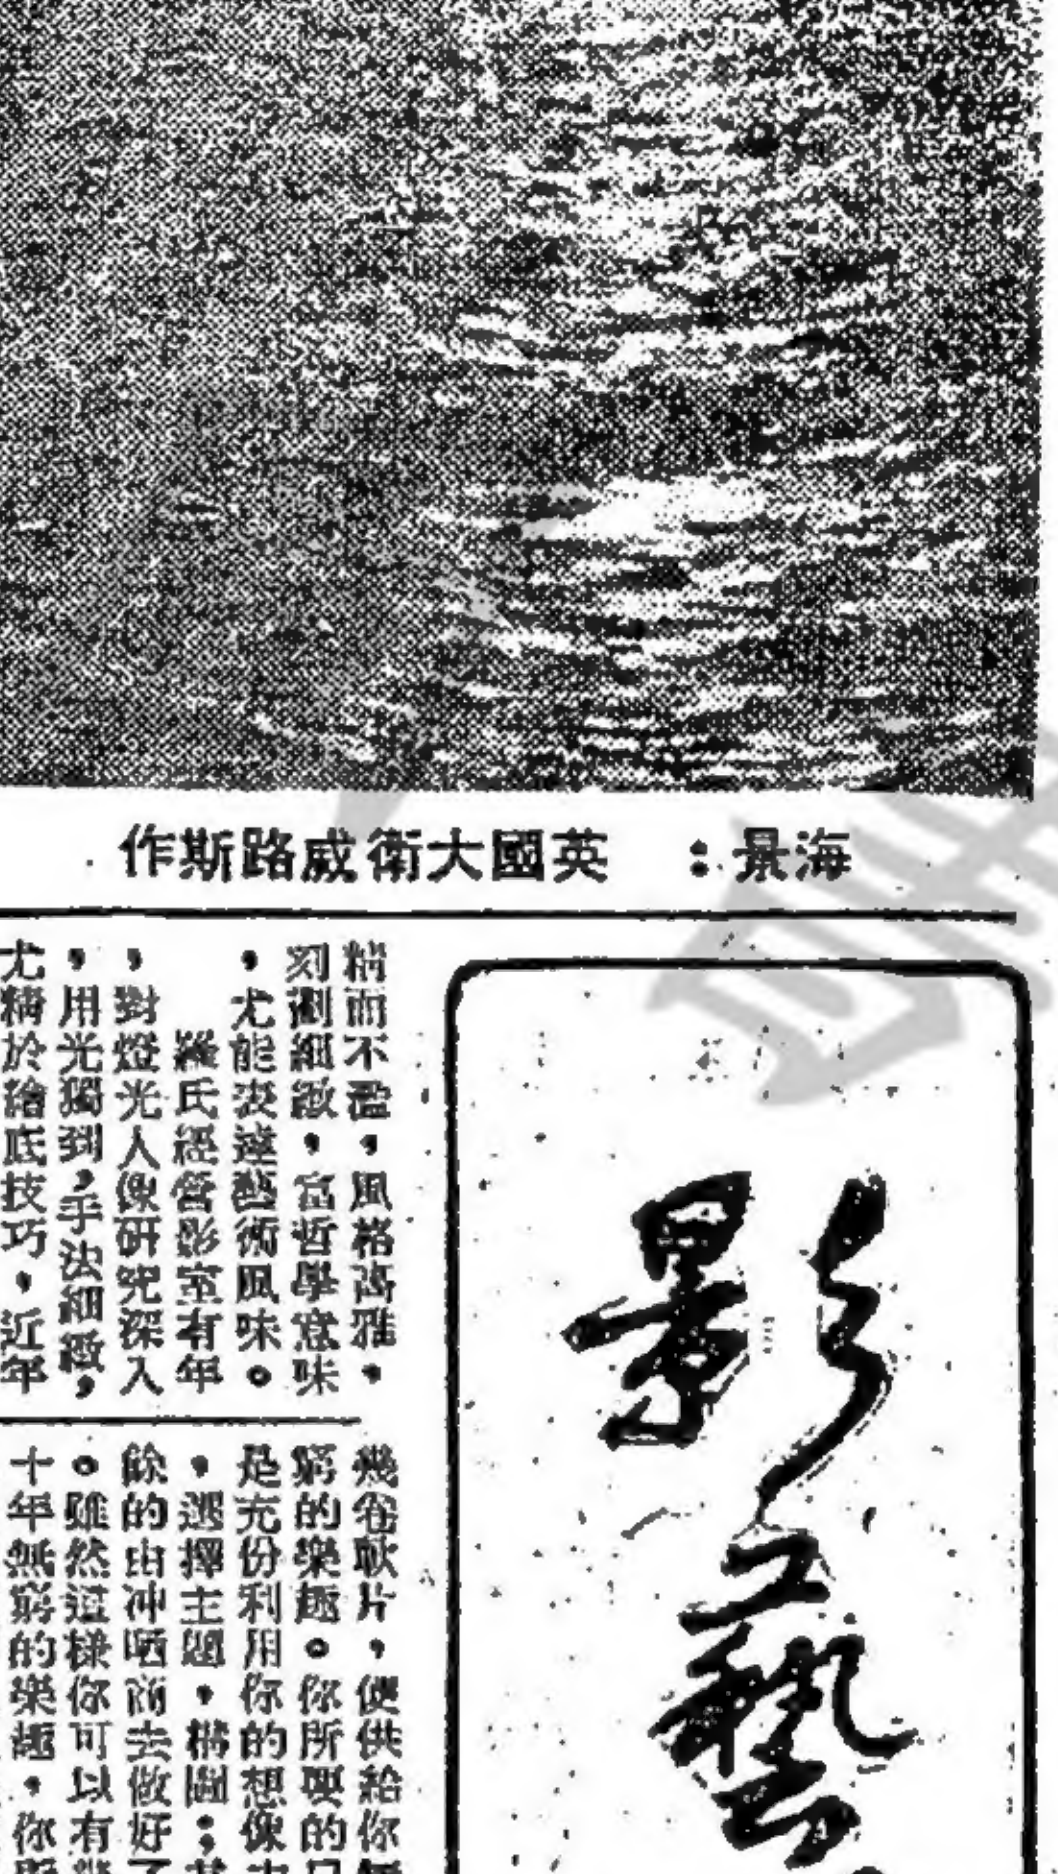 海景：　英國大衛威路斯作
影藝
精而不濫，風格高雅，
刻劃細緻，富哲學意味
，尤能表達藝術風味。
羅氏經營影室有年
，對燈光人像研究深入
，用光獨到，手法細緻，
尤精於繪底技巧，近年
幾卷軟片，便供給你無
窮的樂趣。你所要的只
是充份利用你的想像力
，選擇主題，構圖；其
餘的由冲晒商去做好了
。雖然這樣你可以有幾
十年無窮的樂趣，你